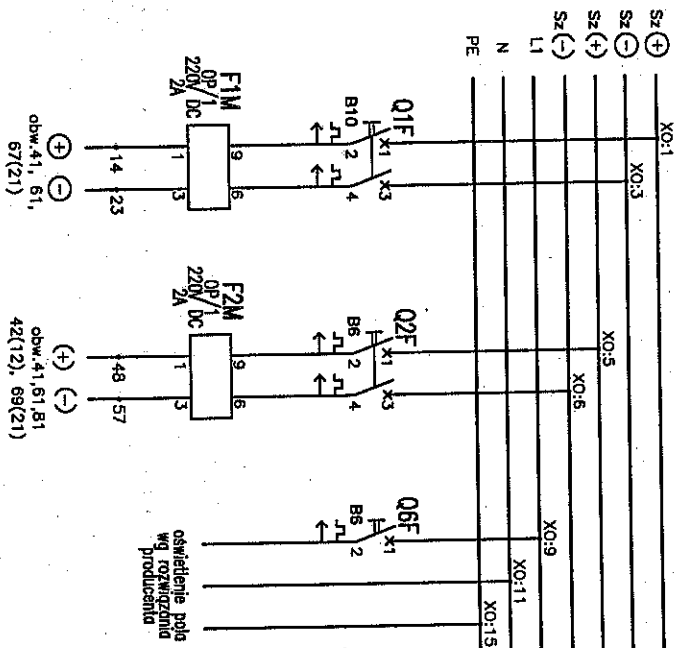 Sz ⊕
Sz ⊖
Sz (+)
Sz (-)
L1
N
PE
X0:1
X0:3
X0:5
X0:6
X0:9
X0:11
X0:15
Q1F
B10
x1
x3
2
4
F1M
OP/1
220V
2A DC
9
6
1
3
14
23
⊕
⊖
obw.41, 61,
67(21)
Q2F
B6
x1
x3
2
4
F2M
OP/1
220V
2A DC
9
6
1
3
48
57
(+)
(-)
obw.41,61,81
42(12), 69(21)
Q6F
B6
x1
2
oświetlenie pola
wg rozwiązania
producenta